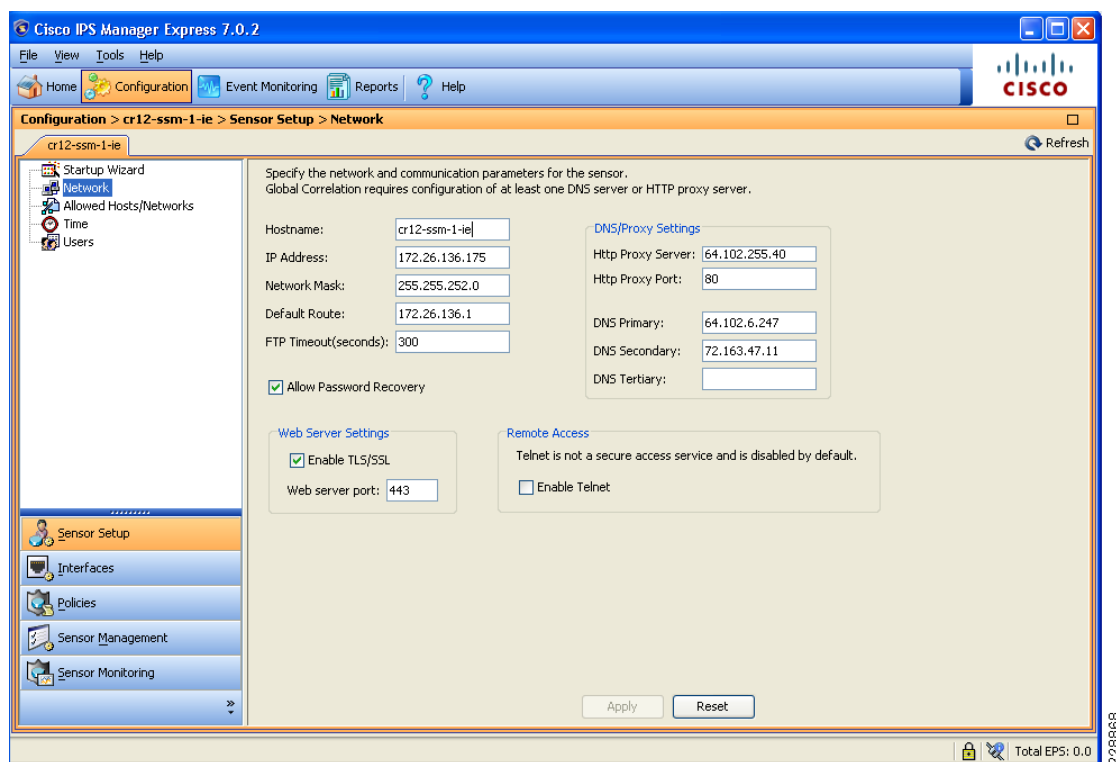 Cisco IPS Manager Express 7.0.2
File View Tools Help
Home Configuration Event Monitoring Reports Help
CISCO
Configuration > cr12-ssm-1-ie > Sensor Setup > Network
cr12-ssm-1-ie
Refresh
Startup Wizard
Network
Allowed Hosts/Networks
Time
Users
Sensor Setup
Interfaces
Policies
Sensor Management
Sensor Monitoring
Specify the network and communication parameters for the sensor.
Global Correlation requires configuration of at least one DNS server or HTTP proxy server.
Hostname: cr12-ssm-1-ie
IP Address: 172.26.136.175
Network Mask: 255.255.252.0
Default Route: 172.26.136.1
FTP Timeout(seconds): 300
Allow Password Recovery
DNS/Proxy Settings
Http Proxy Server: 64.102.255.40
Http Proxy Port: 80
DNS Primary: 64.102.6.247
DNS Secondary: 72.163.47.11
DNS Tertiary:
Web Server Settings
Enable TLS/SSL
Web server port: 443
Remote Access
Telnet is not a secure access service and is disabled by default.
Enable Telnet
Apply Reset
Total EPS: 0.0
228868